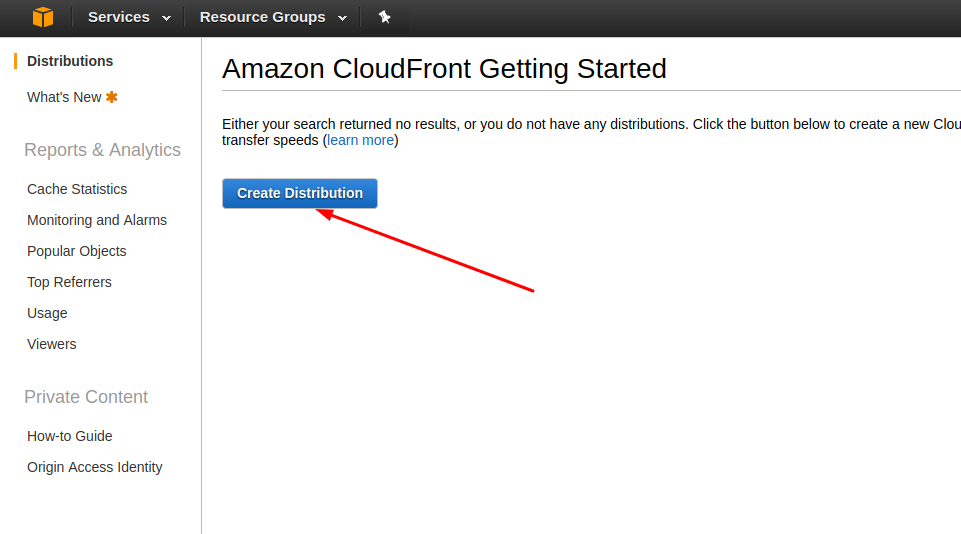 Services
Resource Groups
Distributions
What's New
Reports & Analytics
Cache Statistics
Monitoring and Alarms
Popular Objects
Top Referrers
Usage
Viewers
Private Content
How-to Guide
Origin Access Identity
Amazon CloudFront Getting Started
Either your search returned no results, or you do not have any distributions. Click the button below to create a new Clou
transfer speeds (learn more)
Create Distribution